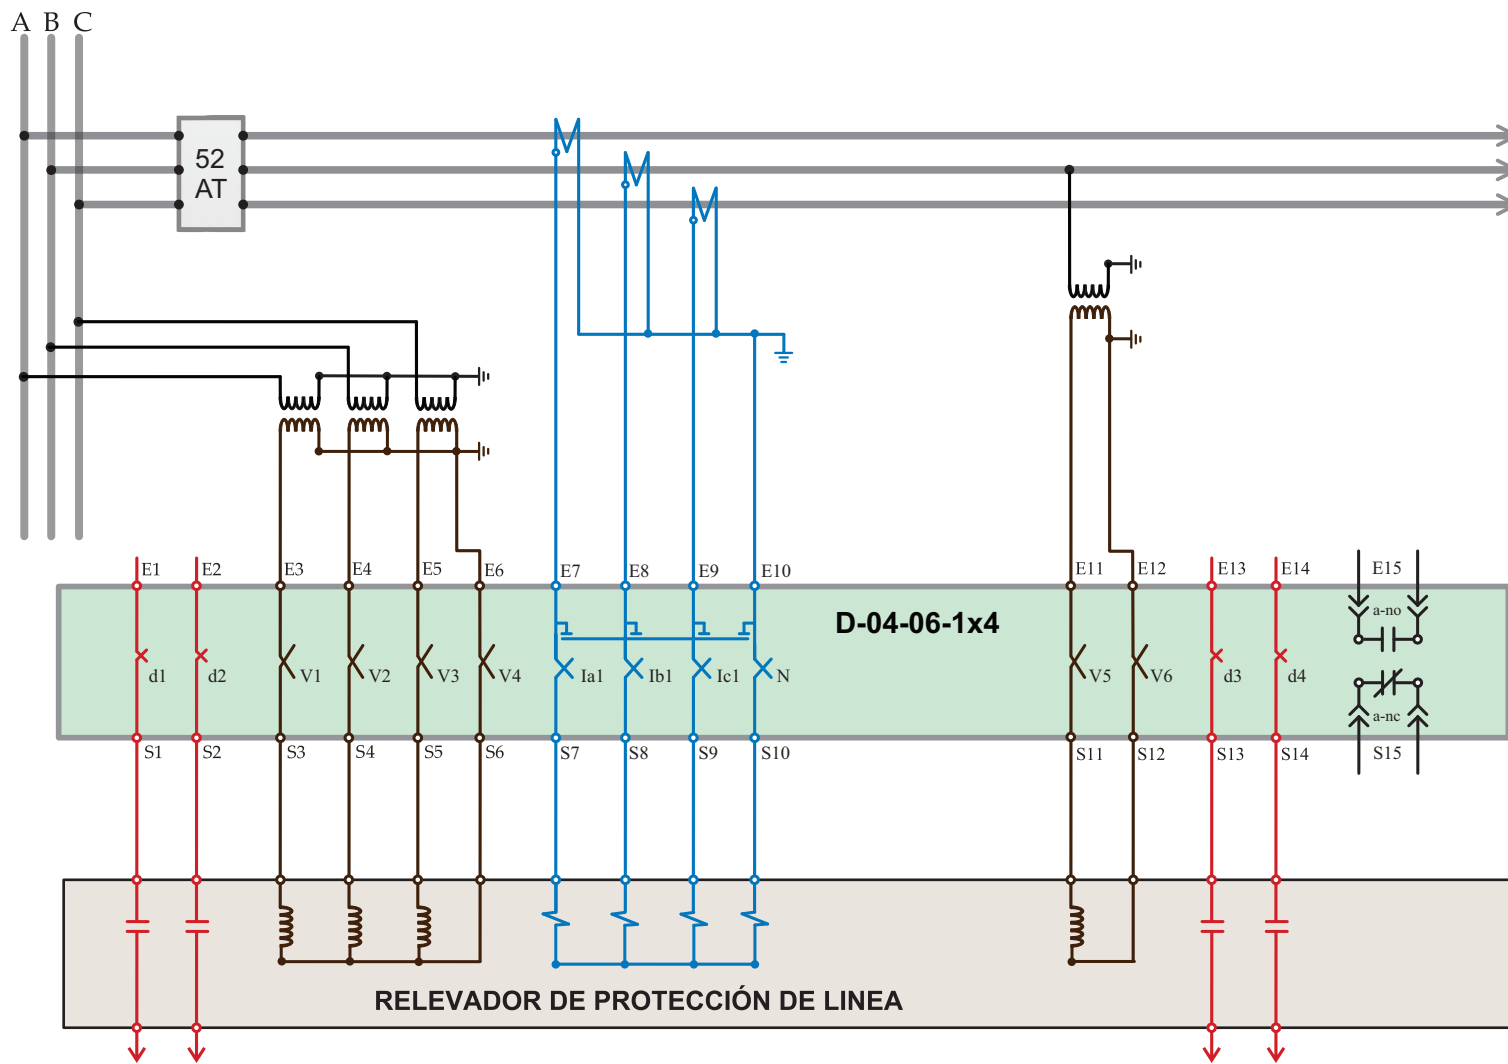 A B C
52
AT
E1 E2 E3 E4 E5 E6 E7 E8 E9 E10 E11 E12 E13 E14 E15
D-04-06-1x4
a-no
d1 d2 V1 V2 V3 V4 Ia1 Ib1 Ic1 N V5 V6 d3 d4
a-nc
S1 S2 S3 S4 S5 S6 S7 S8 S9 S10 S11 S12 S13 S14 S15
RELEVADOR DE PROTECCIÓN DE LINEA